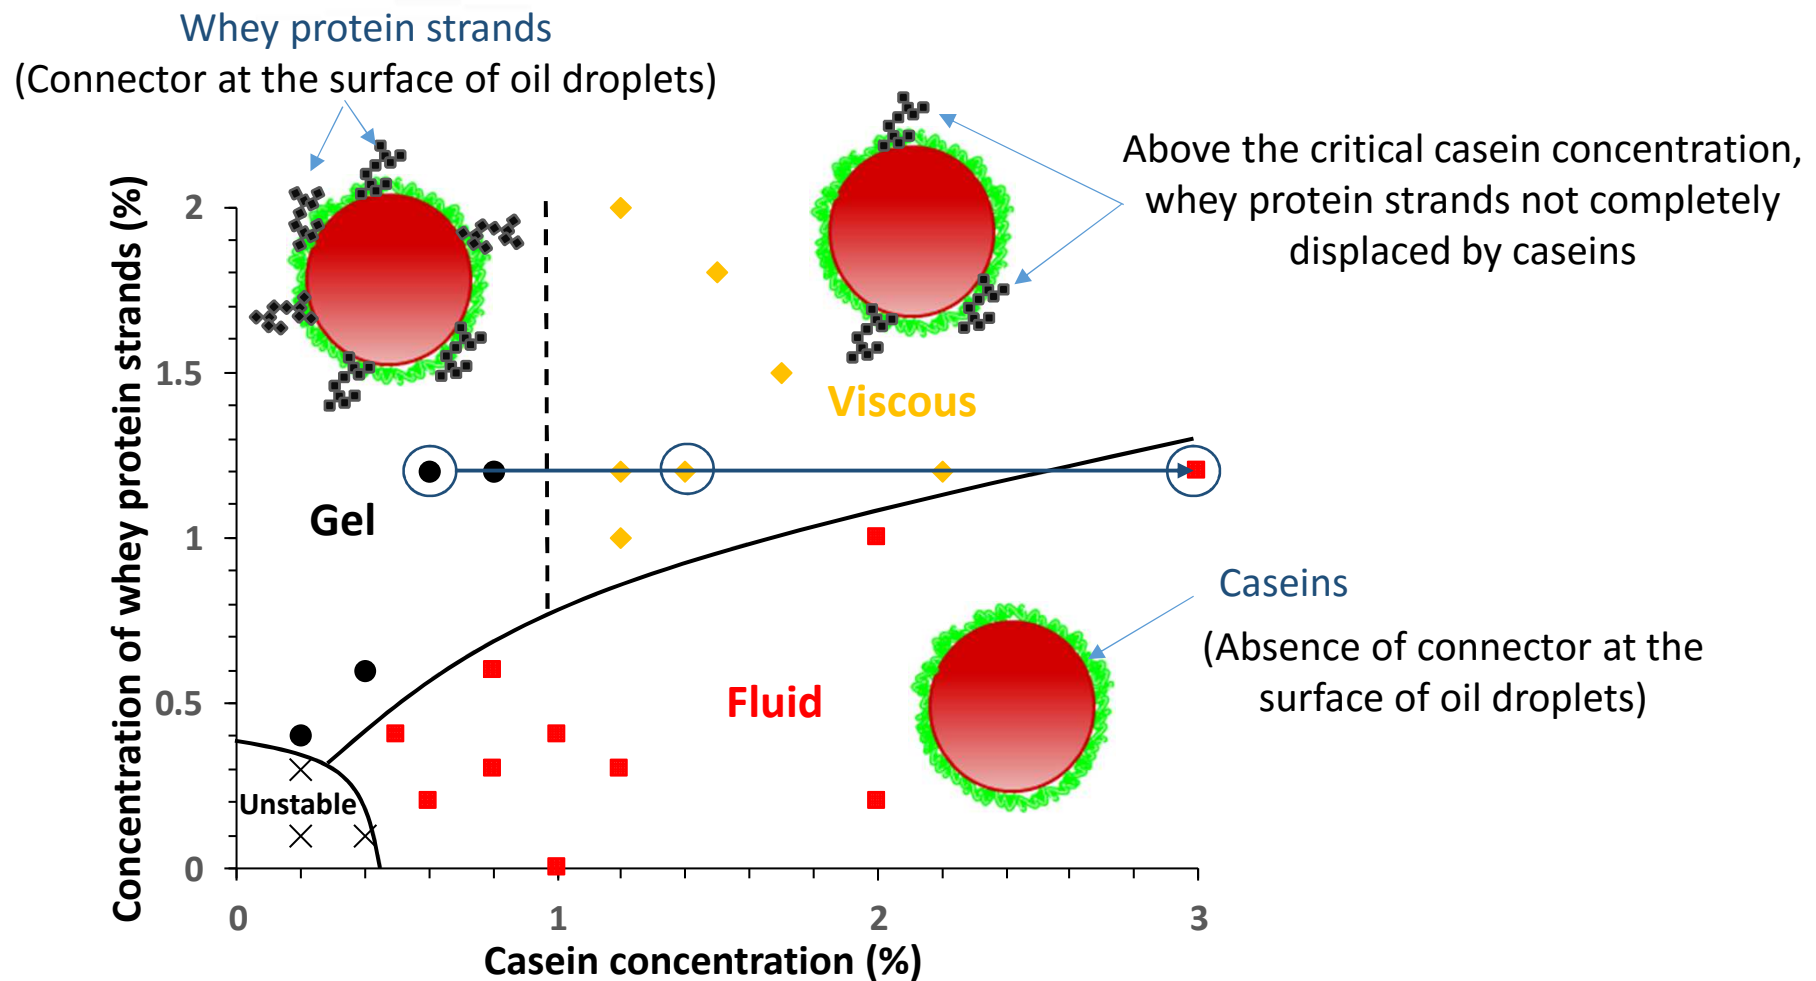 Whey protein strands
(Connector at the surface of oil droplets)
Above the critical casein concentration,
whey protein strands not completely
displaced by caseins
Concentration of whey protein strands (%)
2
1.5
1
0.5
0
Viscous
Gel
Fluid
Unstable
Caseins
(Absence of connector at the
surface of oil droplets)
0
1
2
3
Casein concentration (%)